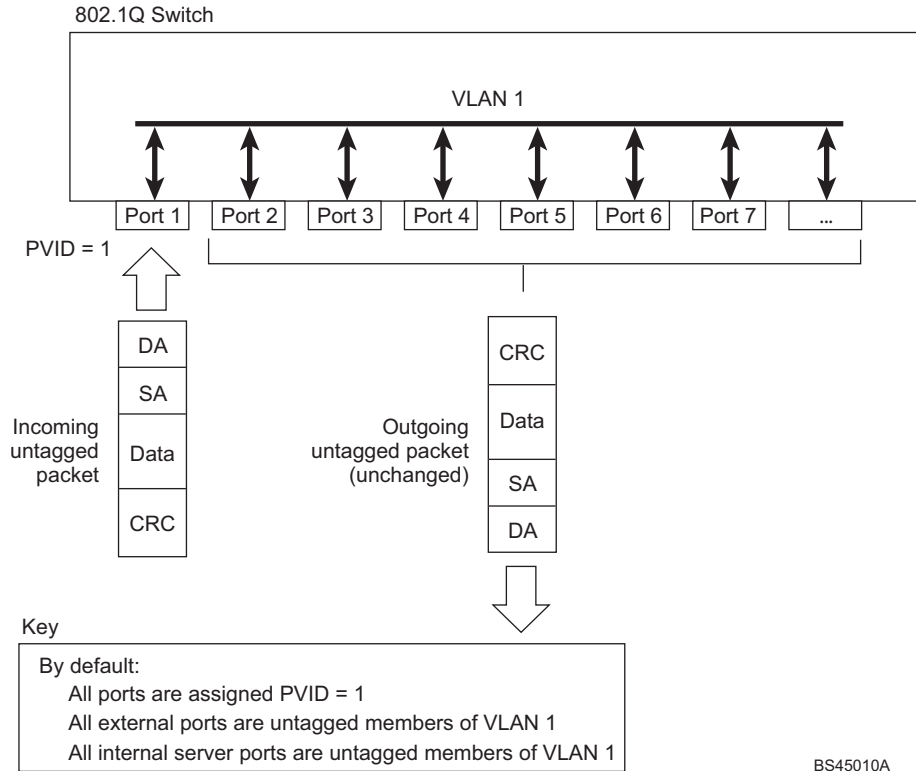 802.1Q Switch
VLAN 1
Port 1 Port 2 Port 3 Port 4 Port 5 Port 6 Port 7 ...
PVID = 1
DA
SA
Data
CRC
Incoming
untagged
packet
CRC
Data
SA
DA
Outgoing
untagged packet
(unchanged)
Key
By default:
All ports are assigned PVID = 1
All external ports are untagged members of VLAN 1
All internal server ports are untagged members of VLAN 1
BS45010A